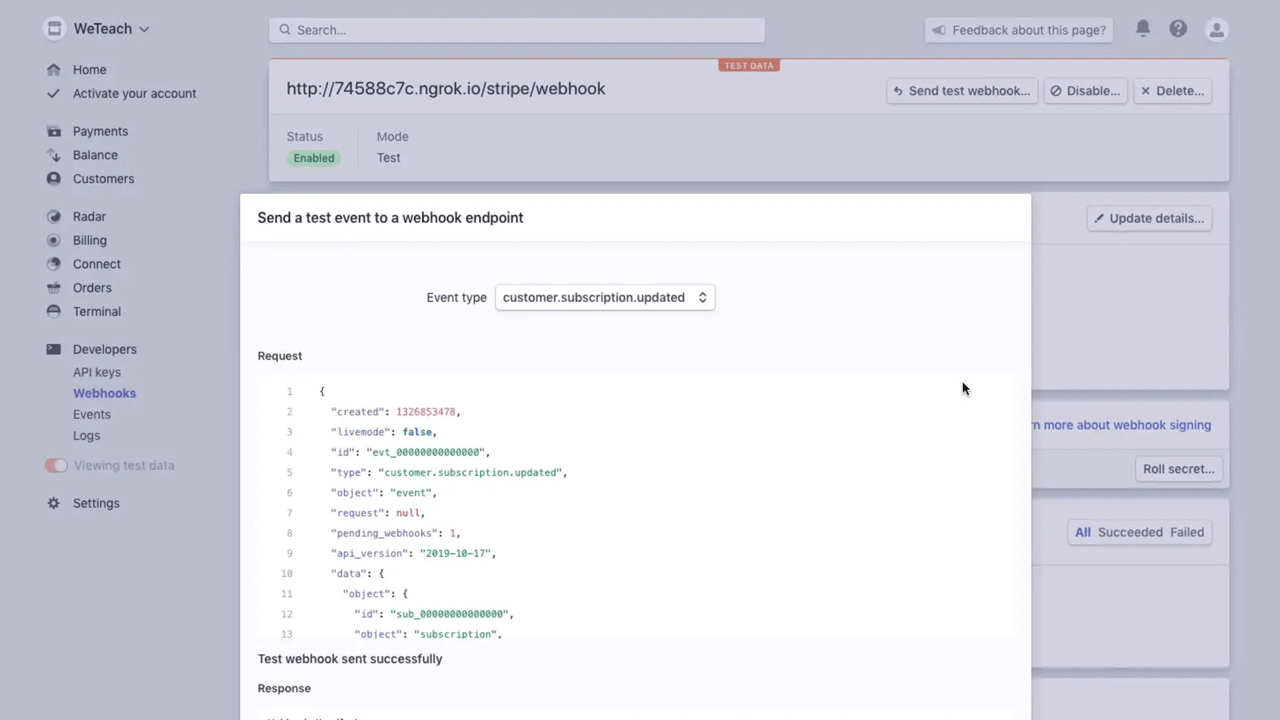 WeTeach
Search...
Feedback about this page?
Home
Activate your account
Payments
Balance
Customers
Radar
Billing
Connect
Orders
Terminal
Developers
API keys
Webhooks
Events
Logs
Viewing test data
Settings
TEST DATA
http://74588c7c.ngrok.io/stripe/webhook
Send test webhook...
Disable...
Delete...
Status
Mode
Enabled
Test
Update details...
Send a test event to a webhook endpoint
Event type
customer.subscription.updated
Request
1 {
2 "created": 1326853478,
3 "livemode": false,
4 "id": "evt_00000000000000",
5 "type": "customer.subscription.updated",
6 "object": "event",
7 "request": null,
8 "pending_webhooks": 1,
9 "api_version": "2019-10-17",
10 "data": {
11 "object": {
12 "id": "sub_00000000000000",
13 "object": "subscription",
Test webhook sent successfully
Response
more about webhook signing
Roll secret...
All Succeeded Failed